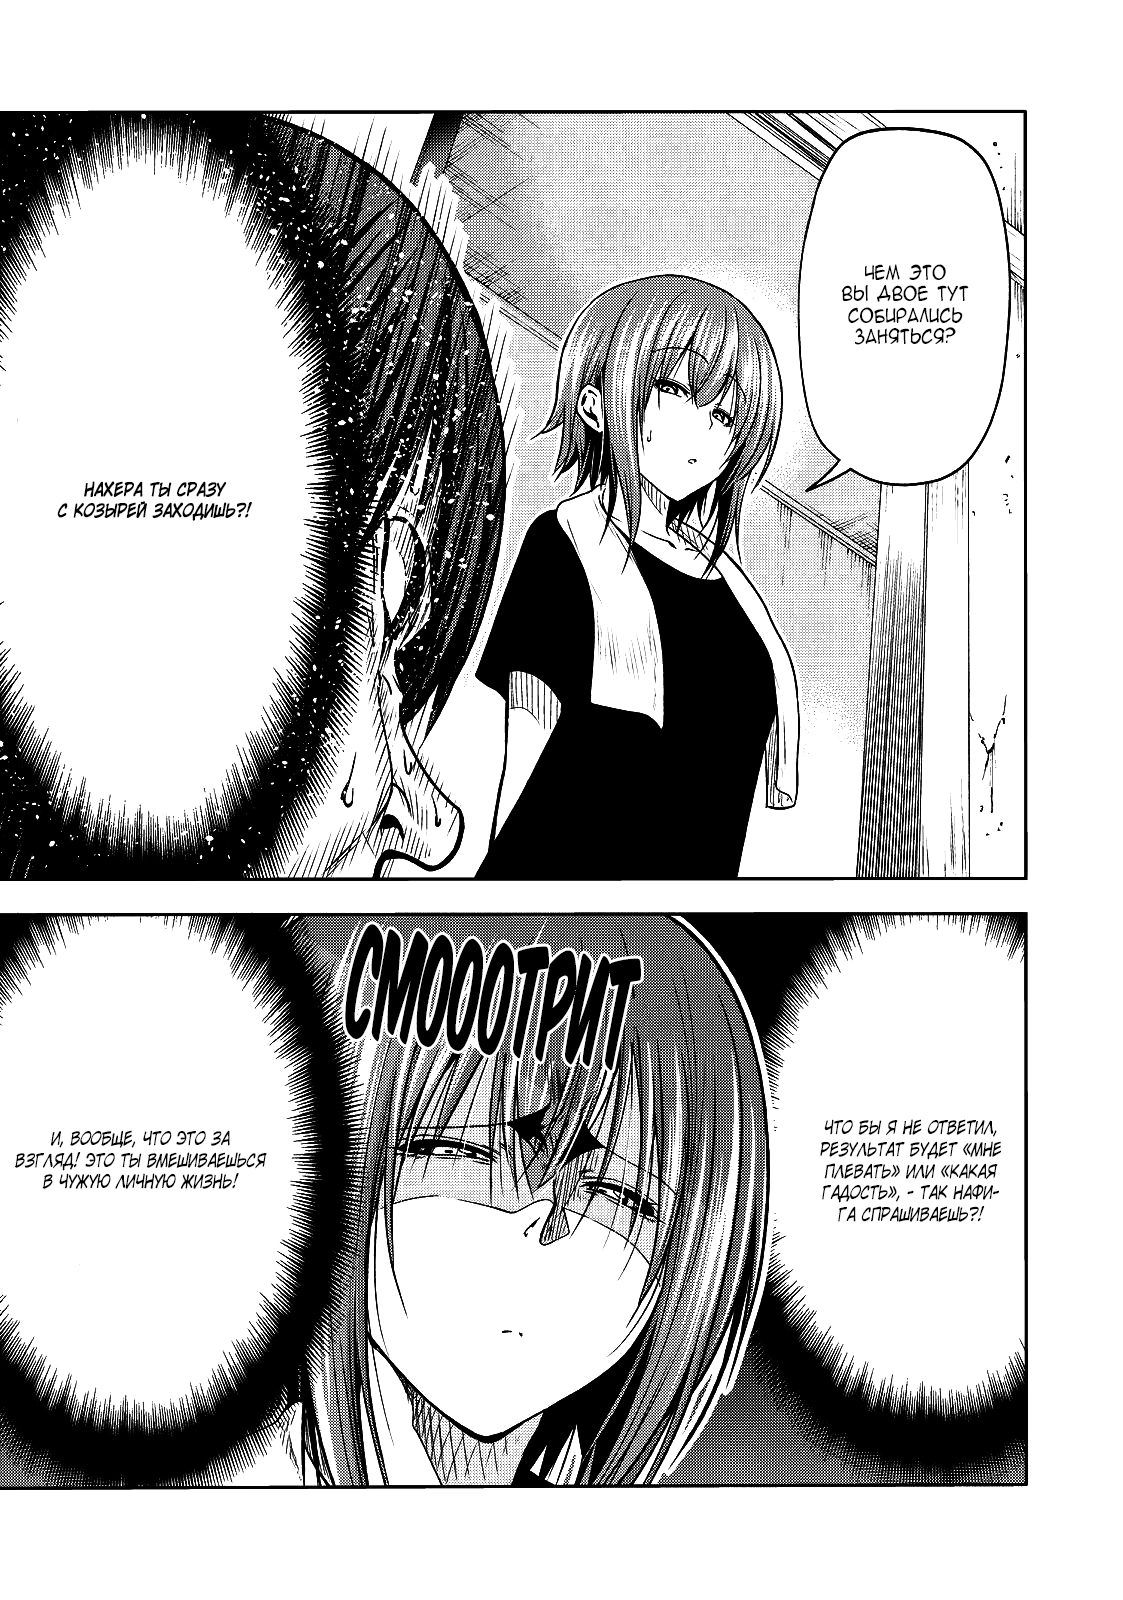 ЧЕМ ЭТО
ВЫ ДВОЕ ТУТ
СОБИРАЛИСЬ
ЗАНЯТЬСЯ?
НАХЕРА ТЫ СРАЗУ
С КОЗЫРЕЙ ЗАХОДИШЬ?!
СМОООТРИТ
ЧТО БЫ Я НЕ ОТВЕТИЛ,
РЕЗУЛЬТАТ БУДЕТ «МНЕ
ПЛЕВАТЬ» ИЛИ «КАКАЯ
ГАДОСТЬ», - ТАК НАФИ-
ГА СПРАШИВАЕШЬ?!
И, ВООБЩЕ, ЧТО ЭТО ЗА
ВЗГЛЯД! ЭТО ТЫ ВМЕШИВАЕШЬСЯ
В ЧУЖУЮ ЛИЧНУЮ ЖИЗНЬ!